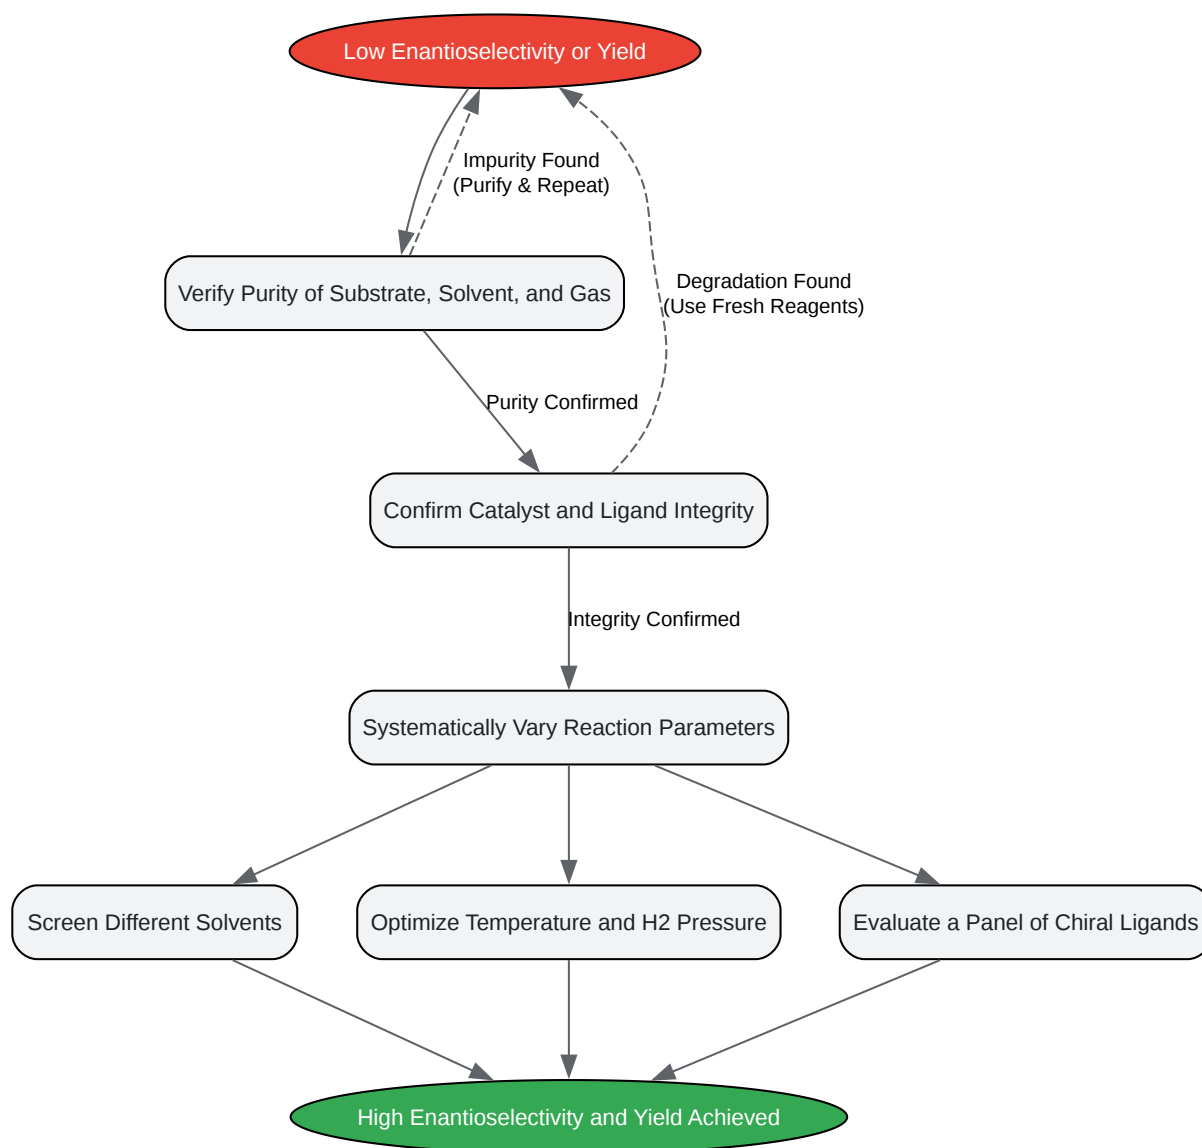 Low Enantioselectivity or Yield
Impurity Found
(Purify & Repeat)
Verify Purity of Substrate, Solvent, and Gas
Degradation Found
(Use Fresh Reagents)
Purity Confirmed
Confirm Catalyst and Ligand Integrity
Integrity Confirmed
Systematically Vary Reaction Parameters
Screen Different Solvents
Optimize Temperature and H2 Pressure
Evaluate a Panel of Chiral Ligands
High Enantioselectivity and Yield Achieved